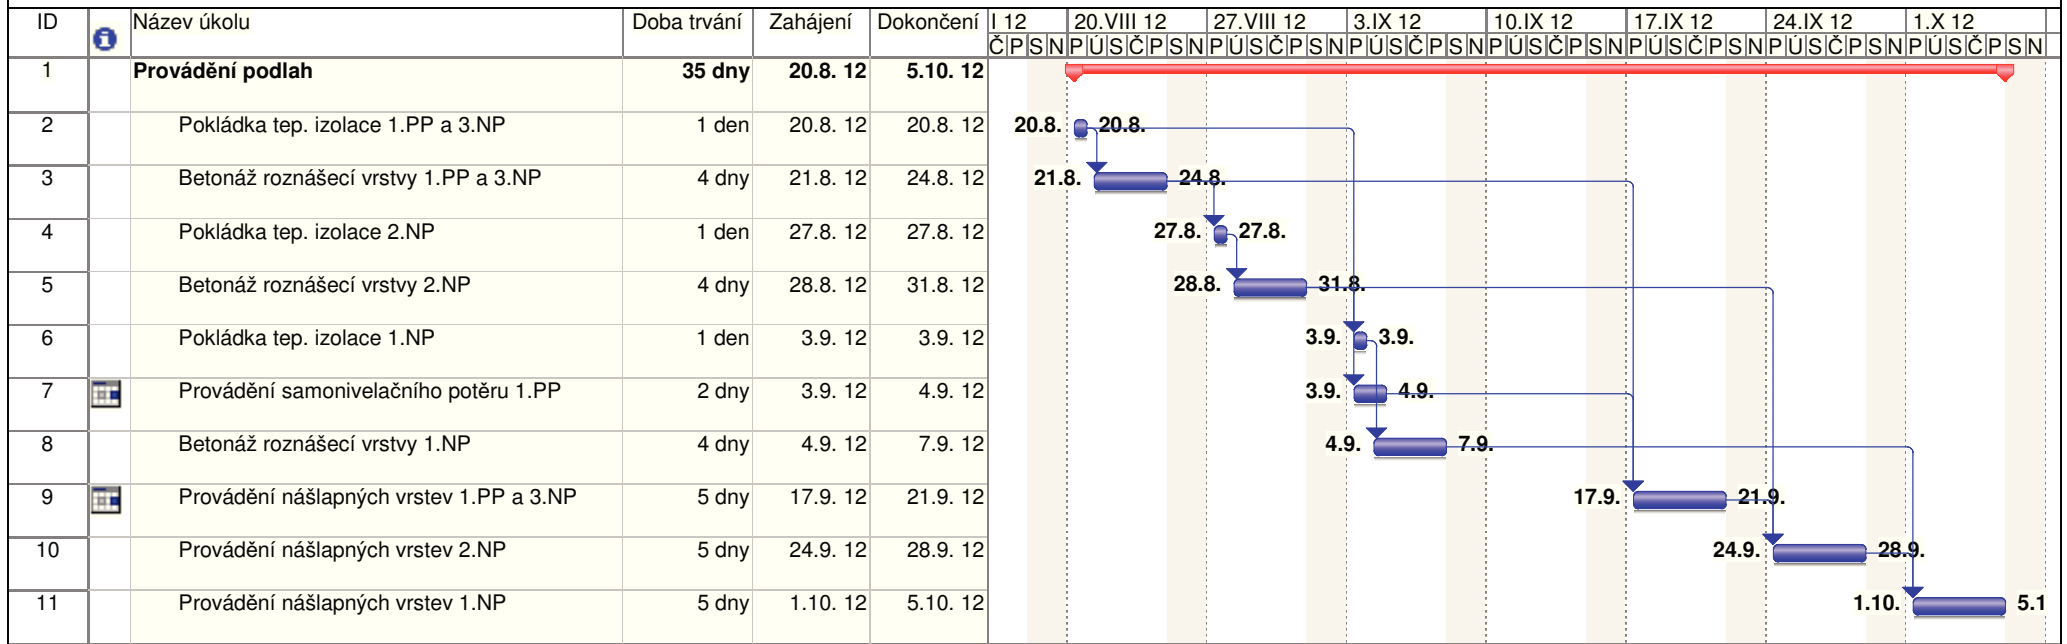 ID Název úkolu Doba trvání Zahájení Dokončení I 12 20.VIII 12 27.VIII 12 3.IX 12 10.IX 12 17.IX 12 24.IX 12 1.X 12
Č P S N P Ú S Č P S N P Ú S Č P S N P Ú S Č P S N P Ú S Č P S N P Ú S Č P S N P Ú S Č P S N P Ú S Č P S N
1 Provádění podlah 35 dny 20.8. 12 5.10. 12
2 Pokládka tep. izolace 1.PP a 3.NP 1 den 20.8. 12 20.8. 12 20.8. 20.8.
3 Betonáž roznášecí vrstvy 1.PP a 3.NP 4 dny 21.8. 12 24.8. 12 21.8. 24.8.
4 Pokládka tep. izolace 2.NP 1 den 27.8. 12 27.8. 12 27.8. 27.8.
5 Betonáž roznášecí vrstvy 2.NP 4 dny 28.8. 12 31.8. 12 28.8. 31.8.
6 Pokládka tep. izolace 1.NP 1 den 3.9. 12 3.9. 12 3.9. 3.9.
7 Provádění samonivelačního potěru 1.PP 2 dny 3.9. 12 4.9. 12 3.9. 4.9.
8 Betonáž roznášecí vrstvy 1.NP 4 dny 4.9. 12 7.9. 12 4.9. 7.9.
9 Provádění nášlapných vrstev 1.PP a 3.NP 5 dny 17.9. 12 21.9. 12 17.9. 21.9.
10 Provádění nášlapných vrstev 2.NP 5 dny 24.9. 12 28.9. 12 24.9. 28.9.
11 Provádění nášlapných vrstev 1.NP 5 dny 1.10. 12 5.10. 12 1.10. 5.1